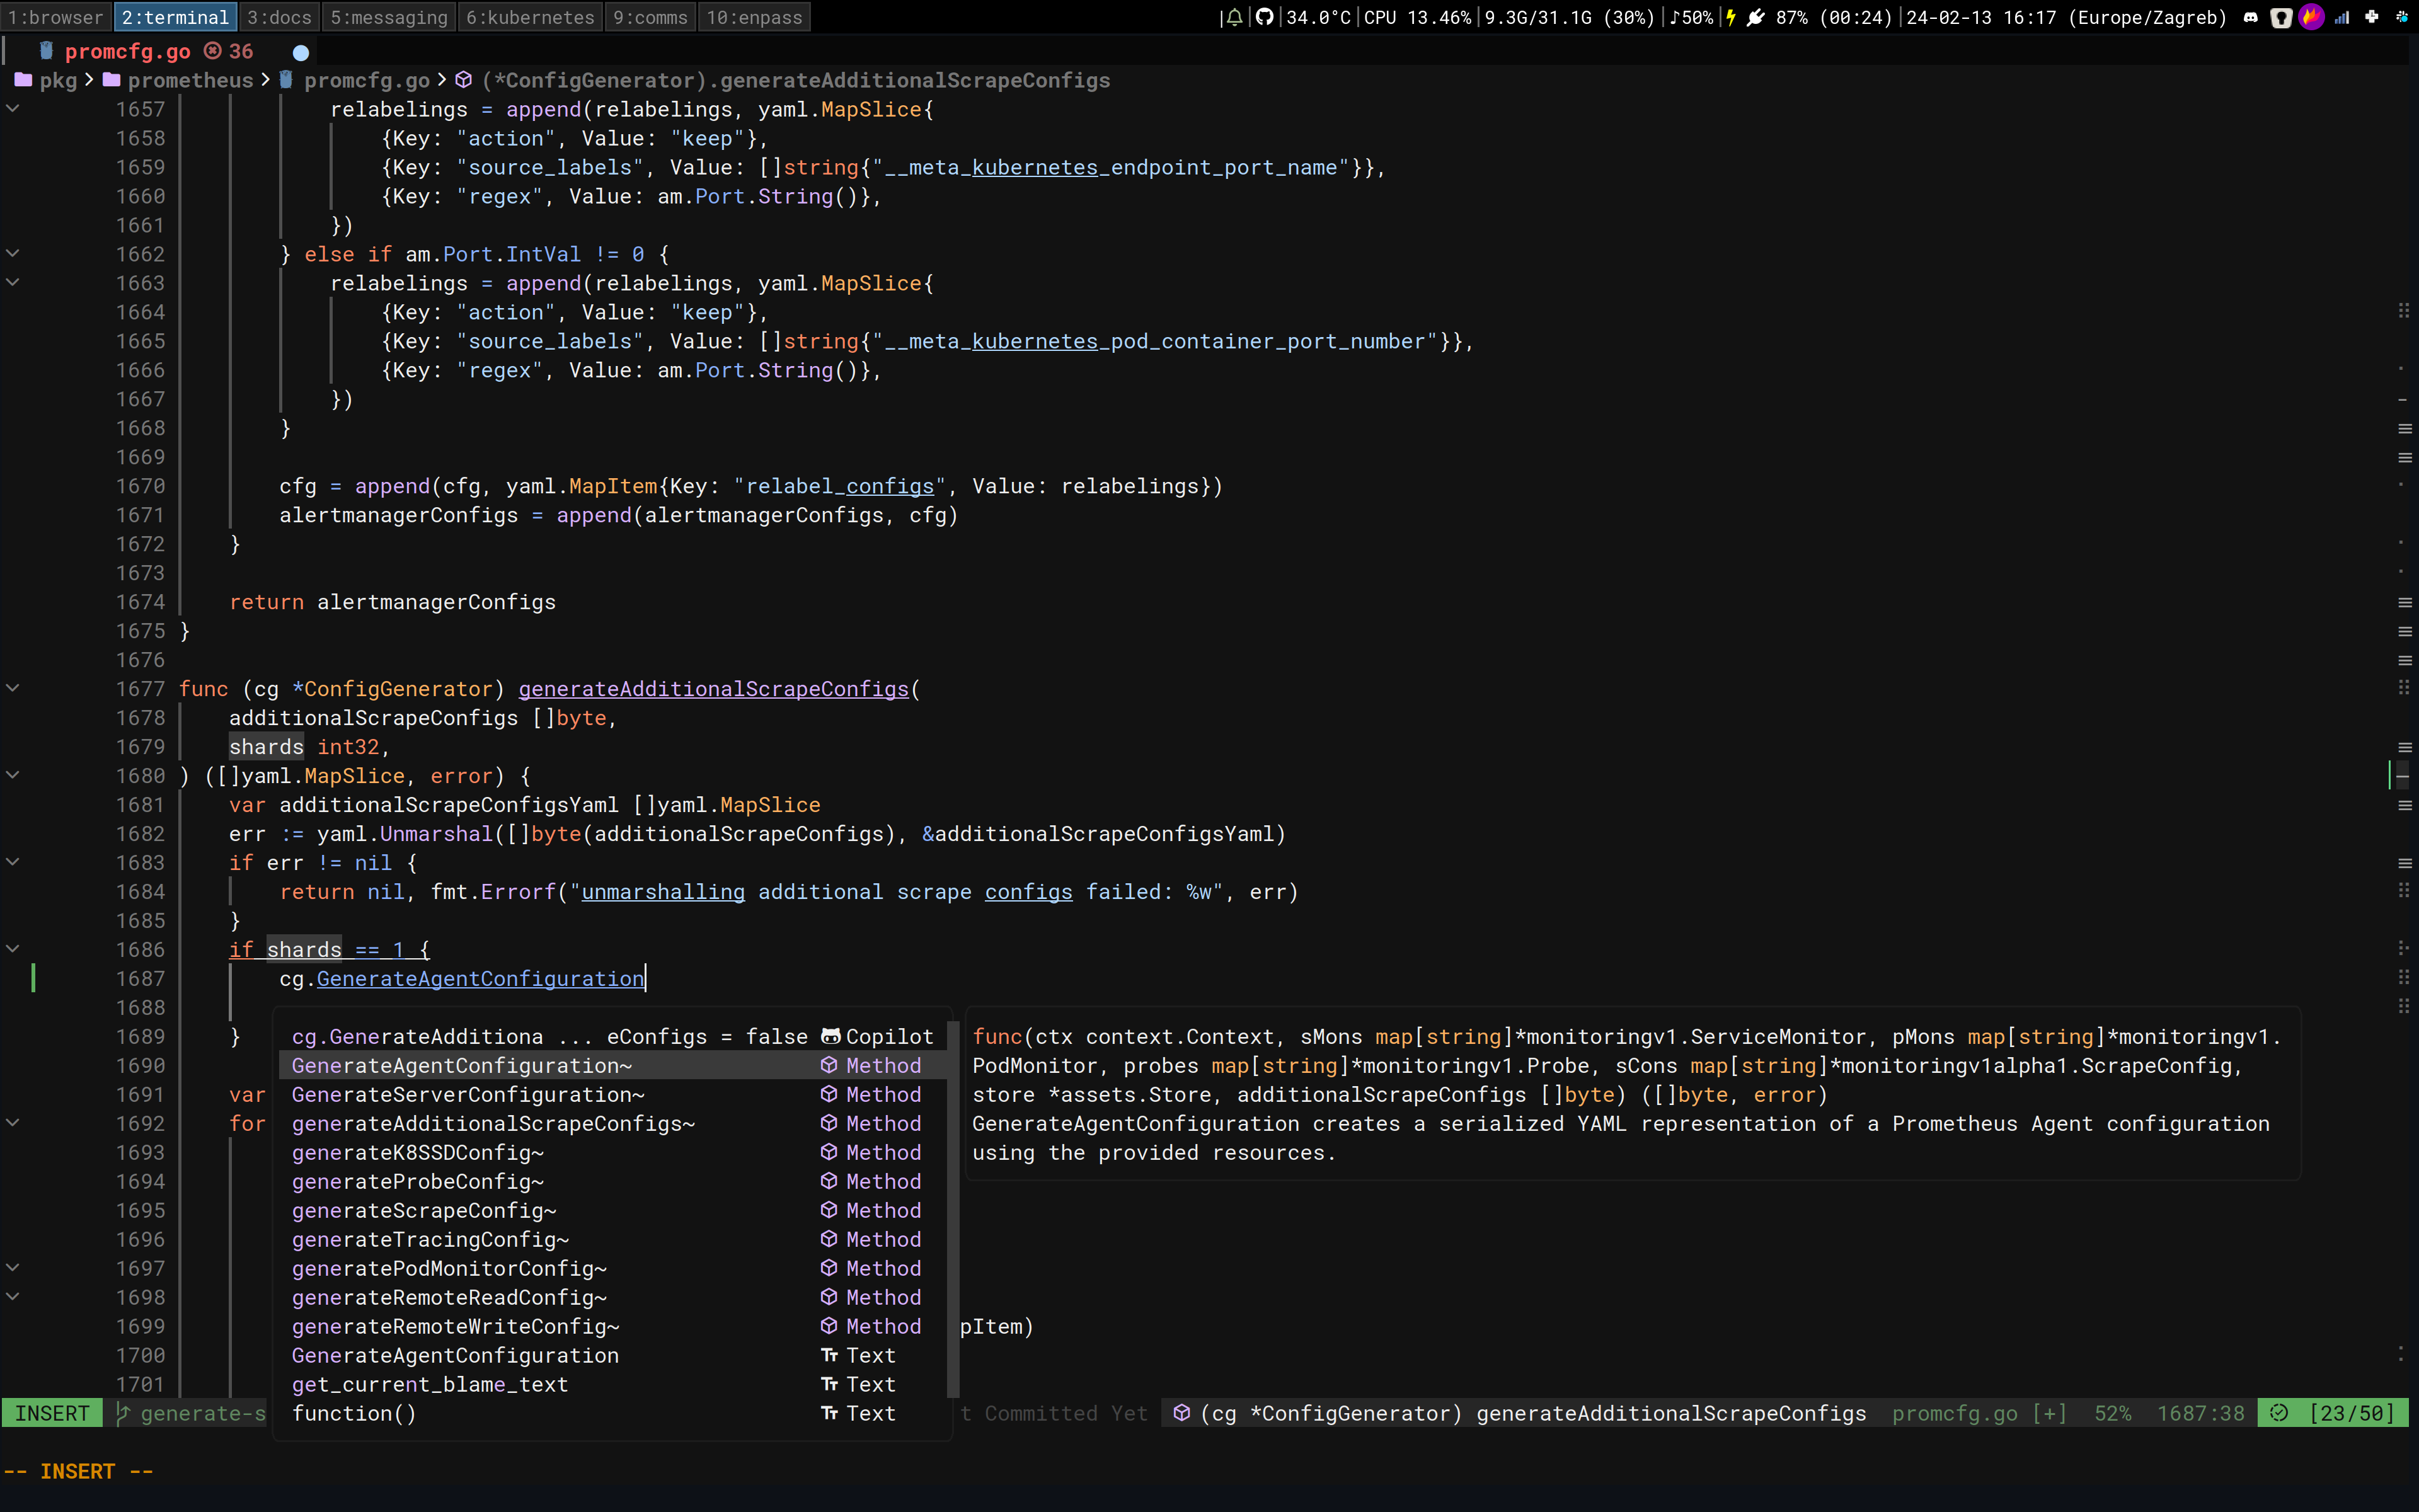 1:browser 2:terminal 3:docs 5:messaging 6:kubernetes 9:comms 10:enpass | | |34.0°C|CPU 13.46%|9.3G/31.1G (30%)|♪50%|⚡ 87% (00:24)|24-02-13 16:17 (Europe/Zagreb)
promcfg.go 36
pkg > prometheus > promcfg.go > (*ConfigGenerator).generateAdditionalScrapeConfigs
1657 relabelings = append(relabelings, yaml.MapSlice{
1658 {Key: "action", Value: "keep"},
1659 {Key: "source_labels", Value: []string{"__meta_kubernetes_endpoint_port_name"}},
1660 {Key: "regex", Value: am.Port.String()},
1661 })
1662 } else if am.Port.IntVal != 0 {
1663 relabelings = append(relabelings, yaml.MapSlice{
1664 {Key: "action", Value: "keep"},
1665 {Key: "source_labels", Value: []string{"__meta_kubernetes_pod_container_port_number"}},
1666 {Key: "regex", Value: am.Port.String()},
1667 })
1668 }
1669
1670 cfg = append(cfg, yaml.MapItem{Key: "relabel_configs", Value: relabelings})
1671 alertmanagerConfigs = append(alertmanagerConfigs, cfg)
1672 }
1673
1674 return alertmanagerConfigs
1675 }
1676
1677 func (cg *ConfigGenerator) generateAdditionalScrapeConfigs(
1678 additionalScrapeConfigs []byte,
1679 shards int32,
1680 ) ([]yaml.MapSlice, error) {
1681 var additionalScrapeConfigsYaml []yaml.MapSlice
1682 err := yaml.Unmarshal([]byte(additionalScrapeConfigs), &additionalScrapeConfigsYaml)
1683 if err != nil {
1684 return nil, fmt.Errorf("unmarshalling additional scrape configs failed: %w", err)
1685 }
1686 if shards == 1 {
1687 cg.GenerateAgentConfiguration
1688
1689 } cg.GenerateAdditiona ... eConfigs = false Copilot func(ctx context.Context, sMons map[string]*monitoringv1.ServiceMonitor, pMons map[string]*monitoringv1.
1690 GenerateAgentConfiguration~ Method PodMonitor, probes map[string]*monitoringv1.Probe, sCons map[string]*monitoringv1alpha1.ScrapeConfig,
1691 var GenerateServerConfiguration~ Method store *assets.Store, additionalScrapeConfigs []byte) ([]byte, error)
1692 for generateAdditionalScrapeConfigs~ Method GenerateAgentConfiguration creates a serialized YAML representation of a Prometheus Agent configuration
1693 generateK8SSDConfig~ Method using the provided resources.
1694 generateProbeConfig~ Method
1695 generateScrapeConfig~ Method
1696 generateTracingConfig~ Method
1697 generatePodMonitorConfig~ Method
1698 generateRemoteReadConfig~ Method
1699 generateRemoteWriteConfig~ Method pItem)
1700 GenerateAgentConfiguration Text
1701 get_current_blame_text Text
INSERT generate-s function() Text t Committed Yet (cg *ConfigGenerator) generateAdditionalScrapeConfigs promcfg.go [+] 52% 1687:38 [23/50]
-- INSERT --